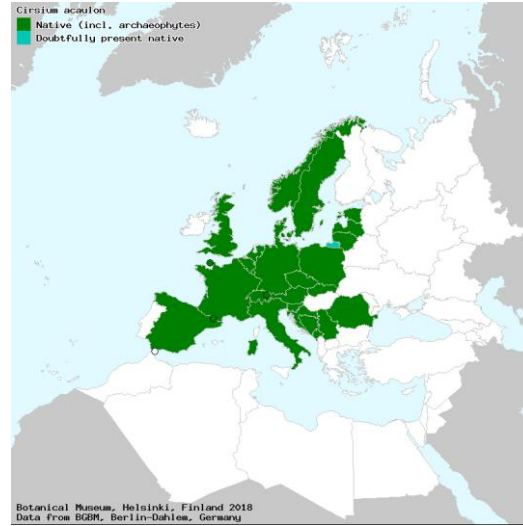 Cirsium acaulon
Native (incl. archaeophytes)
Doubtfully present native
Botanical Museum, Helsinki, Finland 2018
Data from BGBM, Berlin-Dahlem, Germany